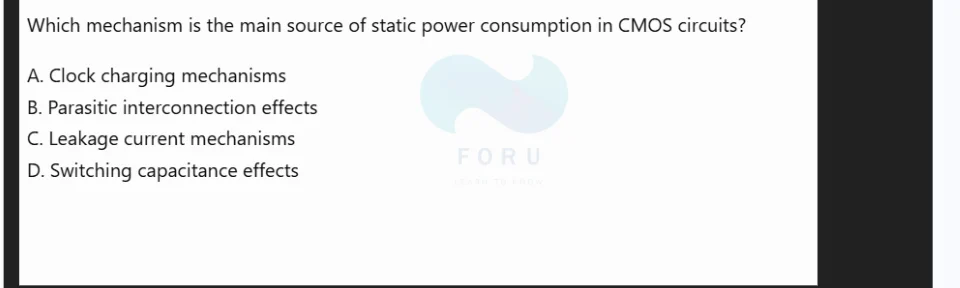 Which mechanism is the main source of static power consumption in CMOS circuits?
A. Clock charging mechanisms
B. Parasitic interconnection effects
C. Leakage current mechanisms
D. Switching capacitance effects
FORU